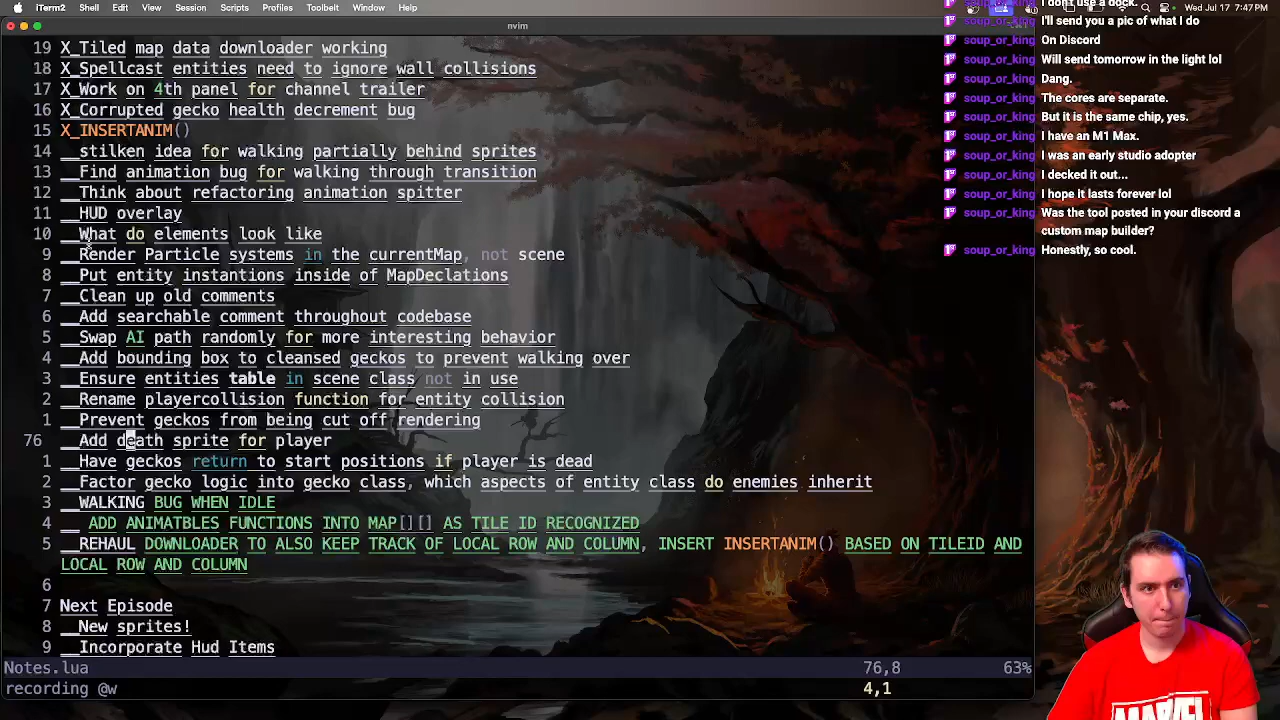 iTerm2 Shell Edit View Session Scripts Profiles Toolbelt Window Help
Wed Jul 17 7:47 PM
nvim
19 X_Tiled map data downloader working
18 X_Spellcast entities need to ignore wall collisions
17 X_Work on 4th panel for channel trailer
16 X_Corrupted gecko health decrement bug
15 X_INSERTANIM()
14 __stilken idea for walking partially behind sprites
13 __Find animation bug for walking through transition
12 __Think about refactoring animation spitter
11 __HUD overlay
10 __What do elements look like
9 __Render Particle systems in the currentMap, not scene
8 __Put entity instantions inside of MapDeclations
7 __Clean up old comments
6 __Add searchable comment throughout codebase
5 __Swap AI path randomly for more interesting behavior
4 __Add bounding box to cleansed geckos to prevent walking over
3 __Ensure entities table in scene class not in use
2 __Rename playercollision function for entity collision
1 __Prevent geckos from being cut off rendering
76 __Add death sprite for player
1 __Have geckos return to start positions if player is dead
2 __Factor gecko logic into gecko class, which aspects of entity class do enemies inherit
3 __WALKING BUG WHEN IDLE
4 __ ADD ANIMATBLES FUNCTIONS INTO MAP[][] AS TILE ID RECOGNIZED
5 __REHAUL DOWNLOADER TO ALSO KEEP TRACK OF LOCAL ROW AND COLUMN, INSERT INSERTANIM() BASED ON TILEID AND
LOCAL ROW AND COLUMN
6
7 Next Episode
8 __New sprites!
9 __Incorporate Hud Items
Notes.lua 76,8 63%
recording @w 4,1
soup_or_king I'll send you a pic of what I do
soup_or_king On Discord
soup_or_king Will send tomorrow in the light lol
soup_or_king Dang.
soup_or_king The cores are separate.
soup_or_king But it is the same chip, yes.
soup_or_king I have an M1 Max.
soup_or_king I was an early studio adopter
soup_or_king I decked it out...
soup_or_king I hope it lasts forever lol
soup_or_king Was the tool posted in your discord a
custom map builder?
soup_or_king Honestly, so cool.
MARVEL